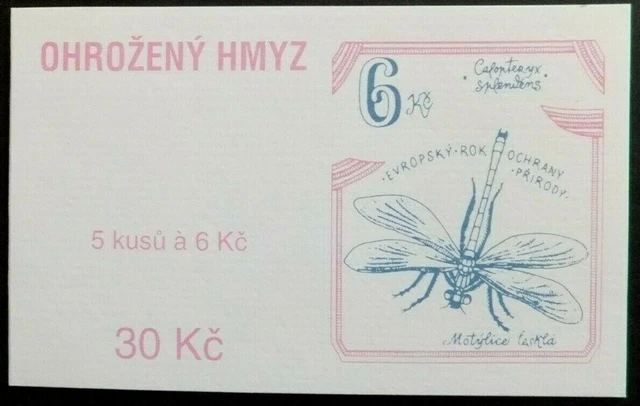 OHROŽENÝ HMYZ
5 kusů à 6 Kč
30 Kč
6 Kč
Calopteryx
splendens
·EVROPSKÝ·ROK OCHRANY
·PŘÍRODY·
Motýlice lesklá